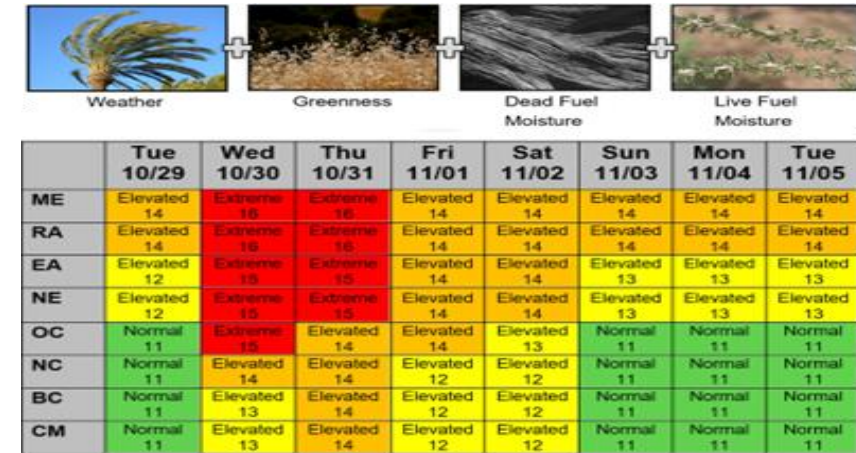 Weather Greenness Dead Fuel Live Fuel
Moisture Moisture
Tue Wed Thu Fri Sat Sun Mon Tue
10/29 10/30 10/31 11/01 11/02 11/03 11/04 11/05
ME Elevated Extreme Extreme Elevated Elevated Elevated Elevated Elevated
14 16 16 14 14 14 14 14
RA Elevated Extreme Extreme Elevated Elevated Elevated Elevated Elevated
14 16 16 14 14 14 14 14
EA Elevated Extreme Extreme Elevated Elevated Elevated Elevated Elevated
12 15 15 14 14 13 13 13
NE Elevated Extreme Extreme Elevated Elevated Elevated Elevated Elevated
12 15 15 14 14 13 13 13
OC Normal Extreme Elevated Elevated Elevated Normal Normal Normal
11 15 14 14 13 11 11 11
NC Normal Elevated Elevated Elevated Elevated Normal Normal Normal
11 14 14 12 12 11 11 11
BC Normal Elevated Elevated Elevated Elevated Normal Normal Normal
11 13 14 12 12 11 11 11
CM Normal Elevated Elevated Elevated Elevated Normal Normal Normal
11 13 14 12 12 11 11 11